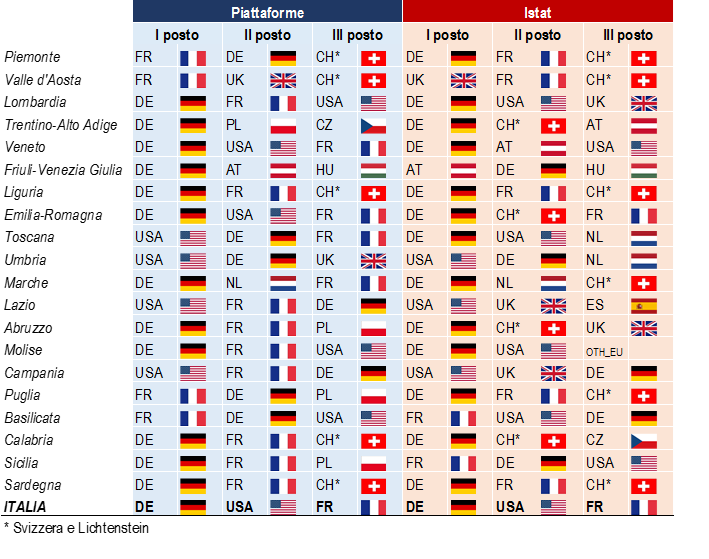 Piattaforme Istat
I posto II posto III posto I posto II posto III posto
Piemonte FR DE CH* DE FR CH*
Valle d'Aosta FR UK CH* UK FR CH*
Lombardia DE FR USA DE USA UK
Trentino-Alto Adige DE PL CZ DE CH* AT
Veneto DE USA FR DE AT USA
Friuli-Venezia Giulia DE AT HU AT DE HU
Liguria DE FR CH* DE FR CH*
Emilia-Romagna DE USA FR DE CH* FR
Toscana USA DE FR DE USA NL
Umbria USA DE UK USA DE NL
Marche DE NL FR DE NL CH*
Lazio USA FR DE USA UK ES
Abruzzo DE FR PL DE CH* UK
Molise DE FR USA DE USA OTH_EU
Campania USA FR DE USA UK DE
Puglia FR DE PL DE FR CH*
Basilicata FR DE USA FR USA DE
Calabria DE FR CH* DE CH* CZ
Sicilia DE FR PL FR DE USA
Sardegna DE FR CH* DE FR CH*
ITALIA DE USA FR DE USA FR
* Svizzera e Lichtenstein